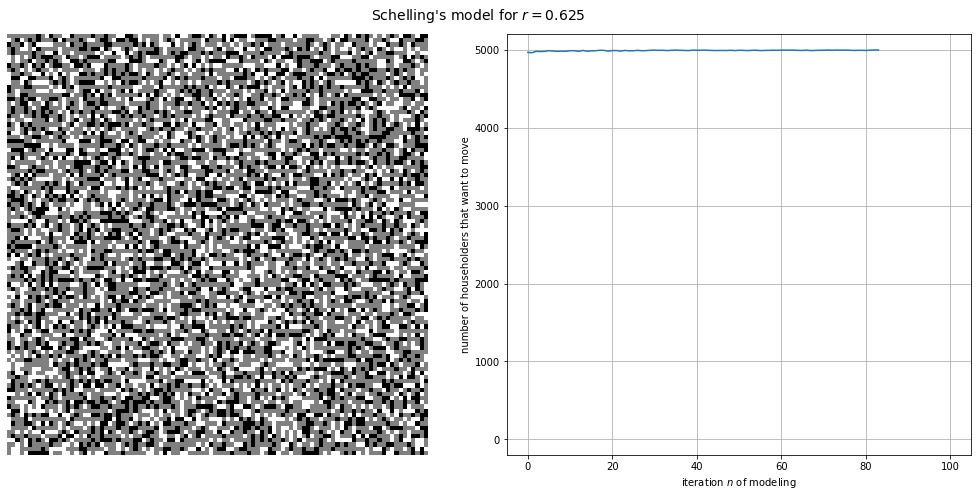 Schelling's model for r = 0.625
number of householders that want to move
5000
4000
3000
2000
1000
0
0 20 40 60 80 100
iteration n of modeling